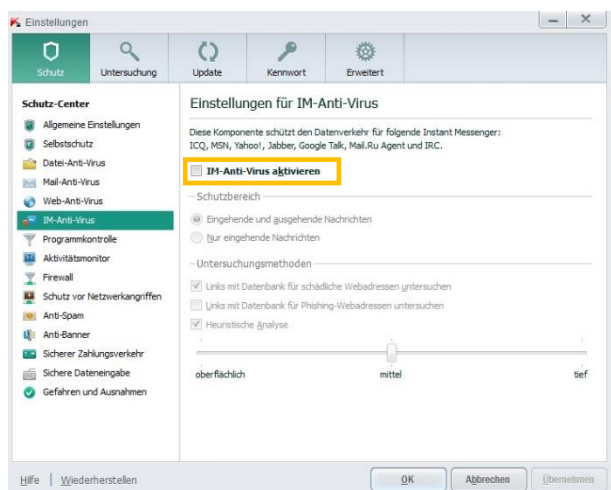 Einstellungen
Schutz
Untersuchung
Update
Kennwort
Erweitert
Schutz-Center
Allgemeine Einstellungen
Selbstschutz
Datei-Anti-Virus
Mail-Anti-Virus
Web-Anti-Virus
IM-Anti-Virus
Programmkontrolle
Aktivitätsmonitor
Firewall
Schutz vor Netzwerkangriffen
Anti-Spam
Anti-Banner
Sicherer Zahlungsverkehr
Sichere Dateneingabe
Gefahren und Ausnahmen
Einstellungen für IM-Anti-Virus
Diese Komponente schützt den Datenverkehr für folgende Instant Messenger:
ICQ, MSN, Yahoo!, Jabber, Google Talk, Mail.Ru Agent und IRC.
IM-Anti-Virus aktivieren
Schutzbereich
Eingehende und ausgehende Nachrichten
Nur eingehende Nachrichten
Untersuchungsmethoden
Links mit Datenbank für schädliche Webadressen untersuchen
Links mit Datenbank für Phishing-Webadressen untersuchen
Heuristische Analyse
oberflächlich
mittel
tief
Hilfe | Wiederherstellen
OK
Abbrechen
Übernehmen